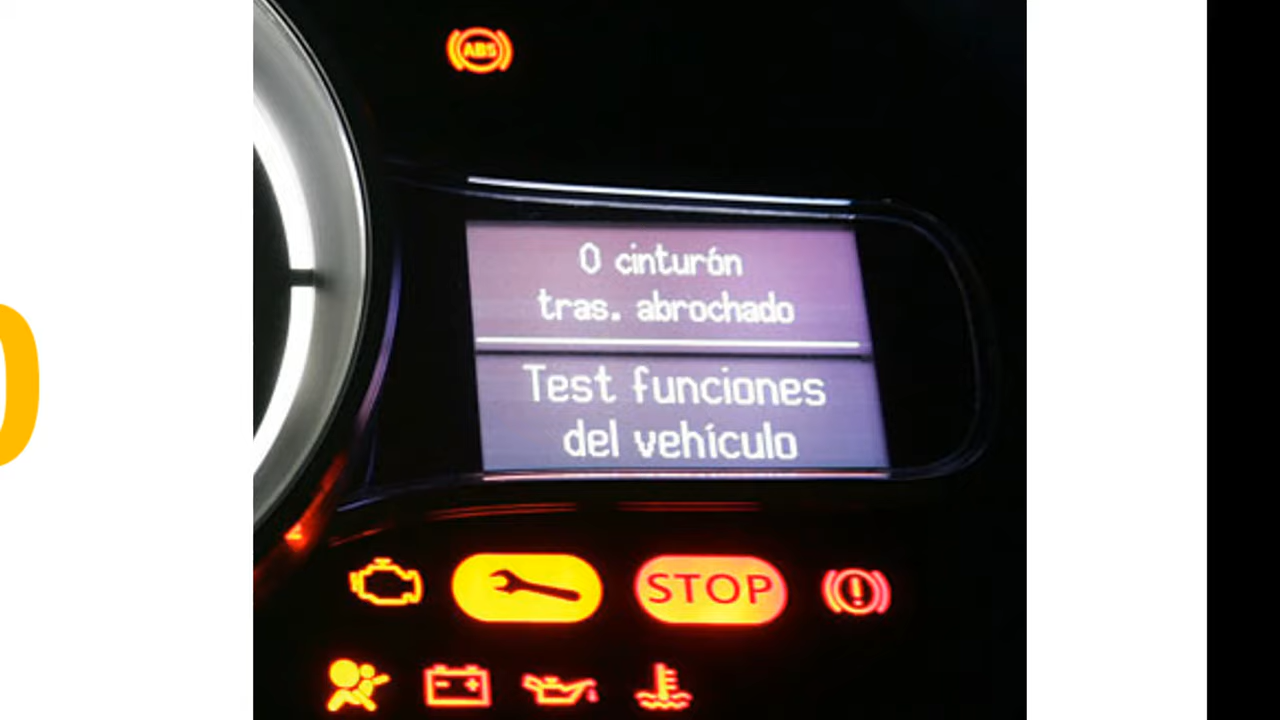 ABS
0 cinturón
tras. abrochado
Test funciones
del vehículo
STOP